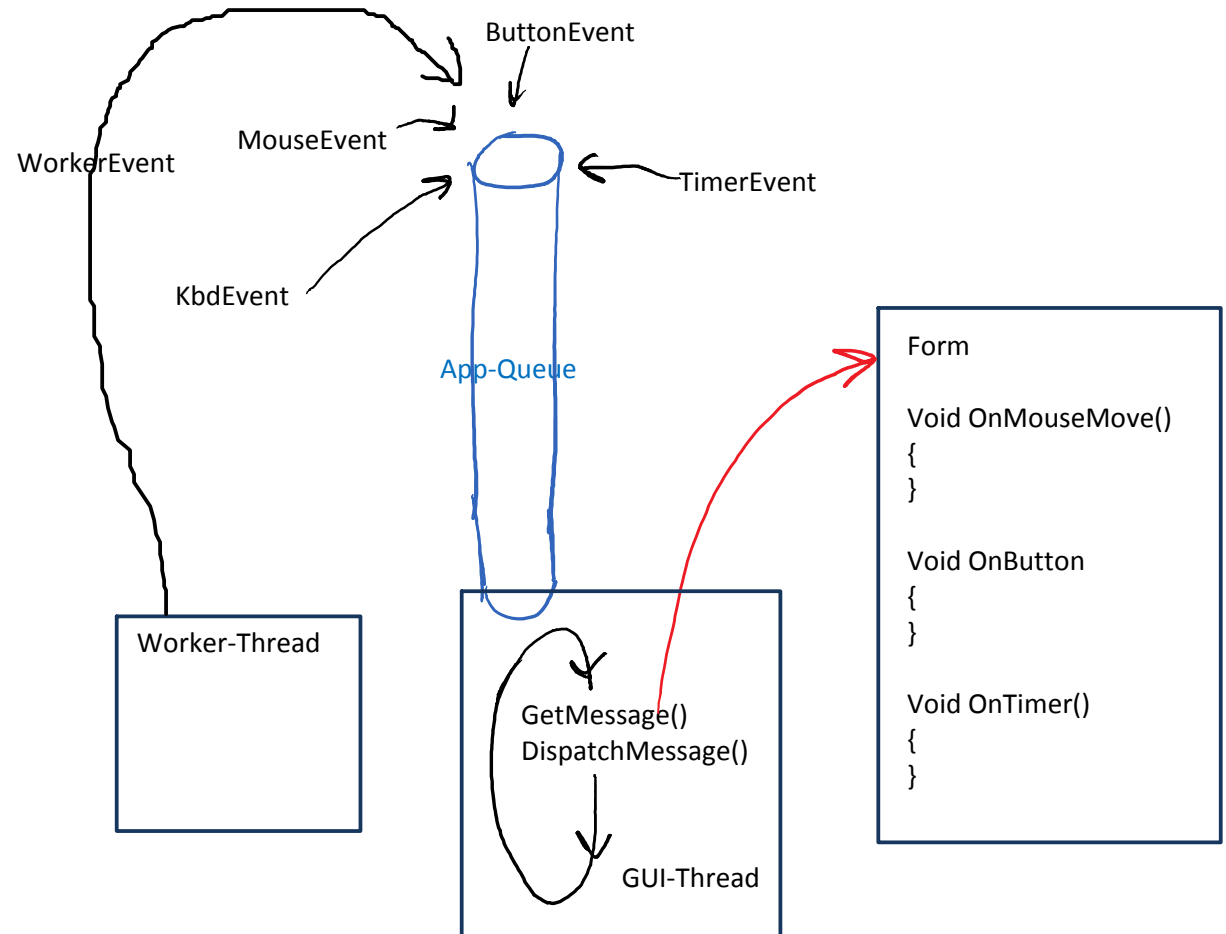 ButtonEvent
MouseEvent
WorkerEvent
TimerEvent
KbdEvent
App-Queue
Form
Void OnMouseMove()
{
}
Void OnButton
{
}
Void OnTimer()
{
}
Worker-Thread
GetMessage()
DispatchMessage()
GUI-Thread